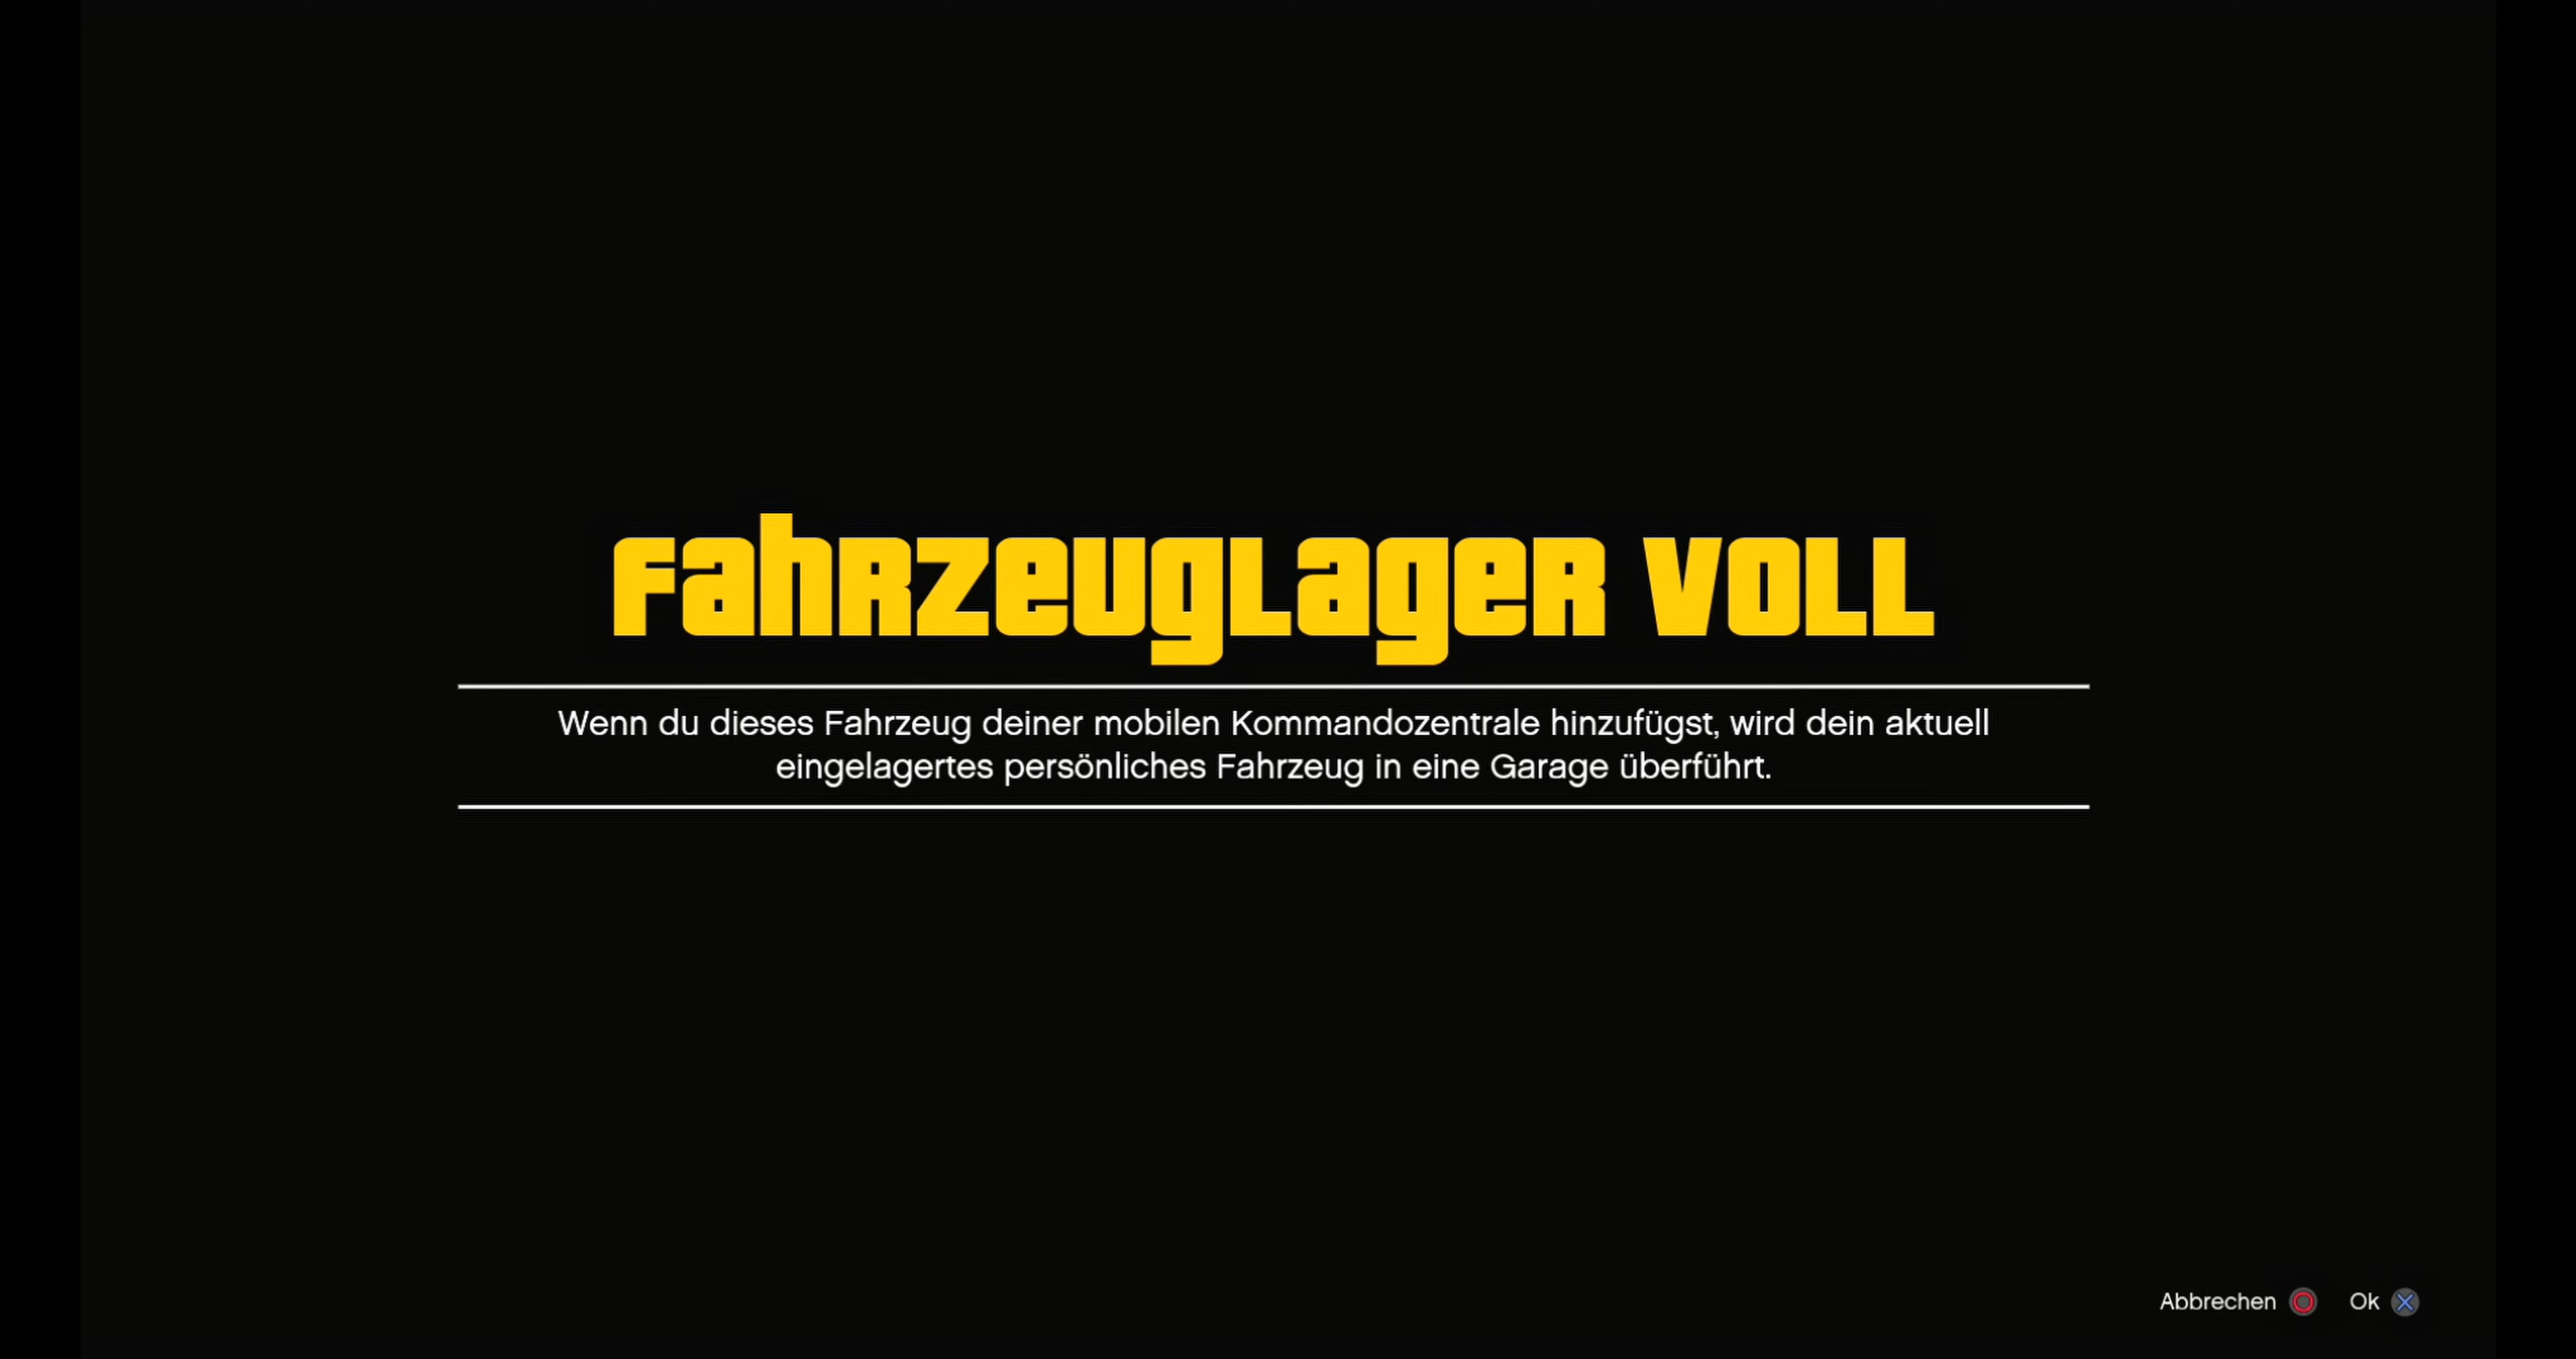 Fahrzeuglager voll
Wenn du dieses Fahrzeug deiner mobilen Kommandozentrale hinzufügst, wird dein aktuell
eingelagertes persönliches Fahrzeug in eine Garage überführt.
Abbrechen Ok